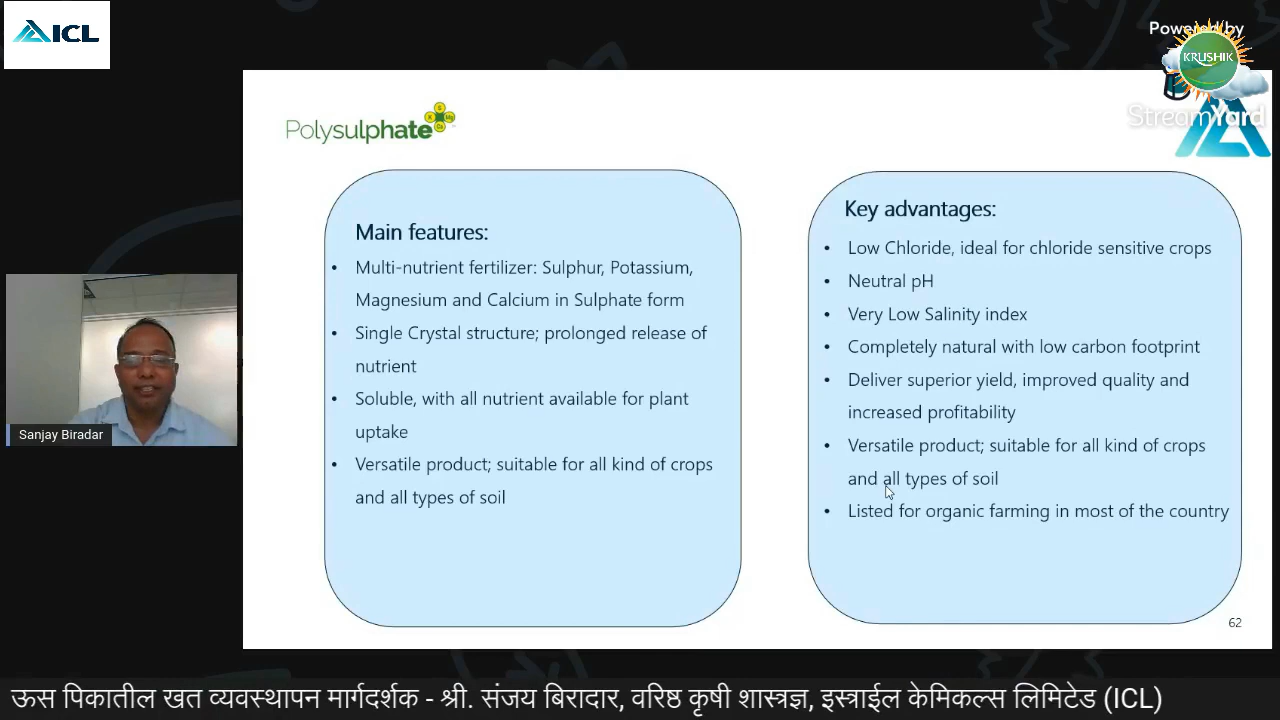 ICL
Powered by
KRUSHIK
StreamYard
Polysulphate
S
K
Mg
Ca
Main features:
• Multi-nutrient fertilizer: Sulphur, Potassium,
Magnesium and Calcium in Sulphate form
• Single Crystal structure; prolonged release of
nutrient
• Soluble, with all nutrient available for plant
uptake
• Versatile product; suitable for all kind of crops
and all types of soil
Key advantages:
• Low Chloride, ideal for chloride sensitive crops
• Neutral pH
• Very Low Salinity index
• Completely natural with low carbon footprint
• Deliver superior yield, improved quality and
increased profitability
• Versatile product; suitable for all kind of crops
and all types of soil
• Listed for organic farming in most of the country
62
Sanjay Biradar
ऊस पिकातील खत व्यवस्थापन मार्गदर्शक - श्री. संजय बिरादार, वरिष्ठ कृषी शास्त्रज्ञ, इस्त्राईल केमिकल्स लिमिटेड (ICL)